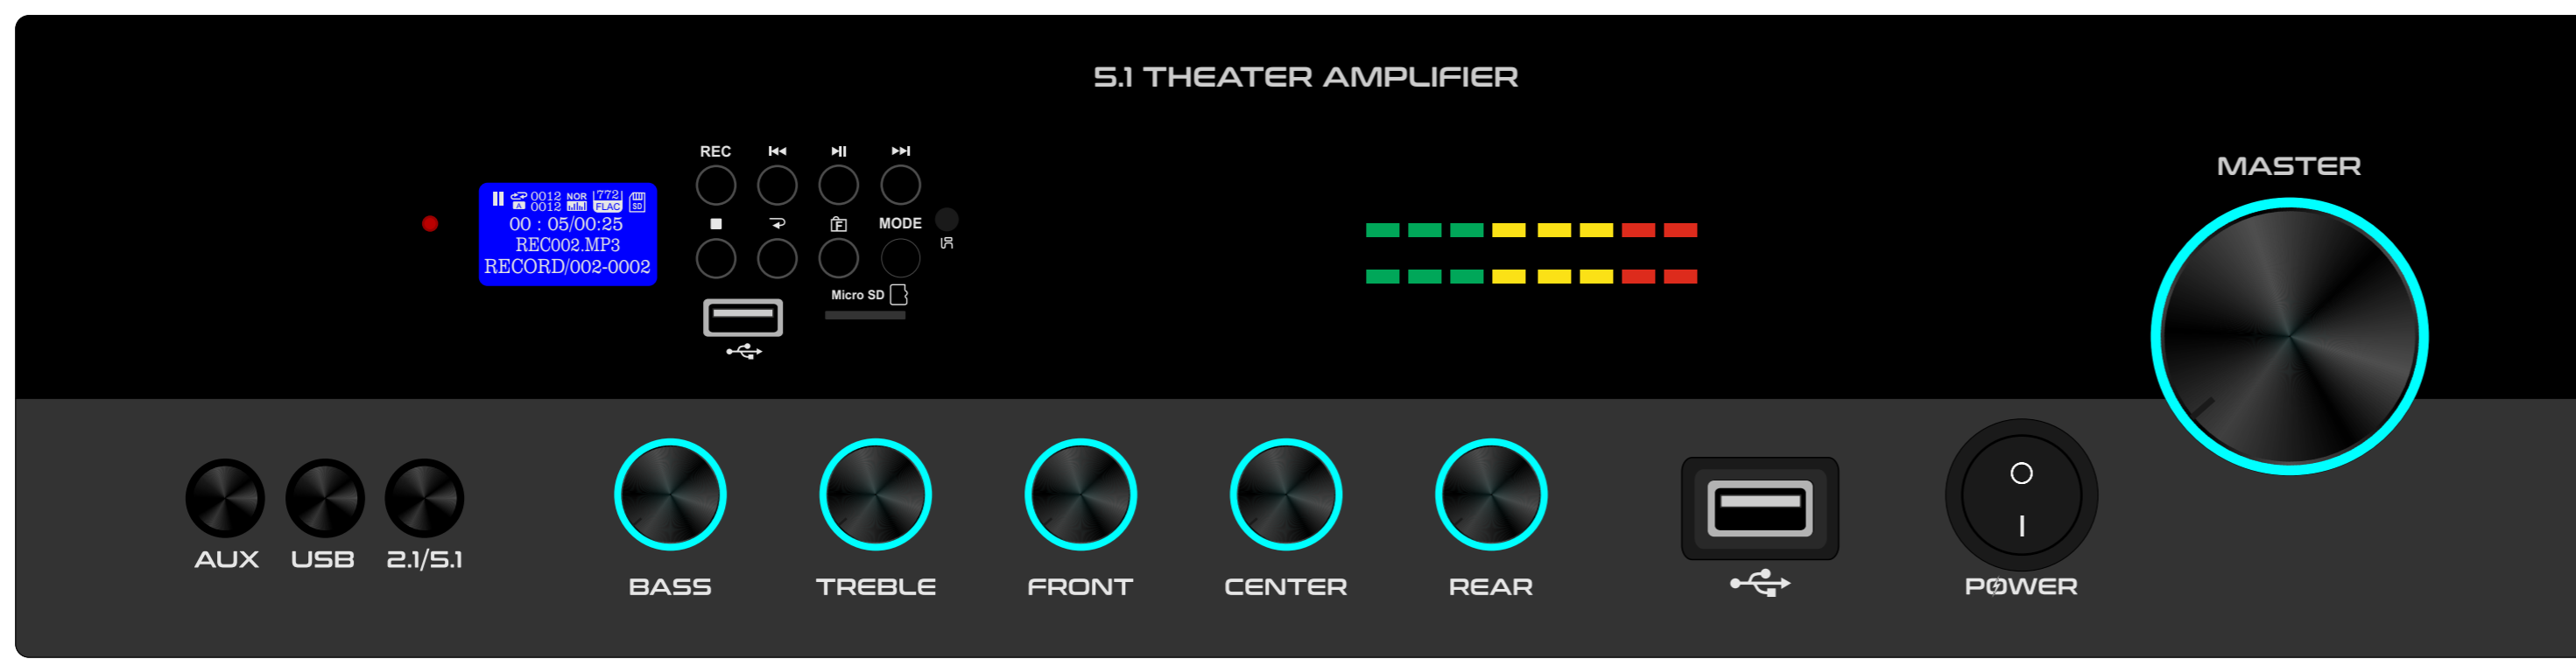 5.1 THEATER AMPLIFIER
MASTER
REC
0012 NOR 772
A 0012 FLAC SD
00 : 05/00:25
REC002.MP3
RECORD/002-0002
F
MODE
IR
Micro SD
AUX USB 2.1/5.1
BASS TREBLE FRONT CENTER REAR POWER